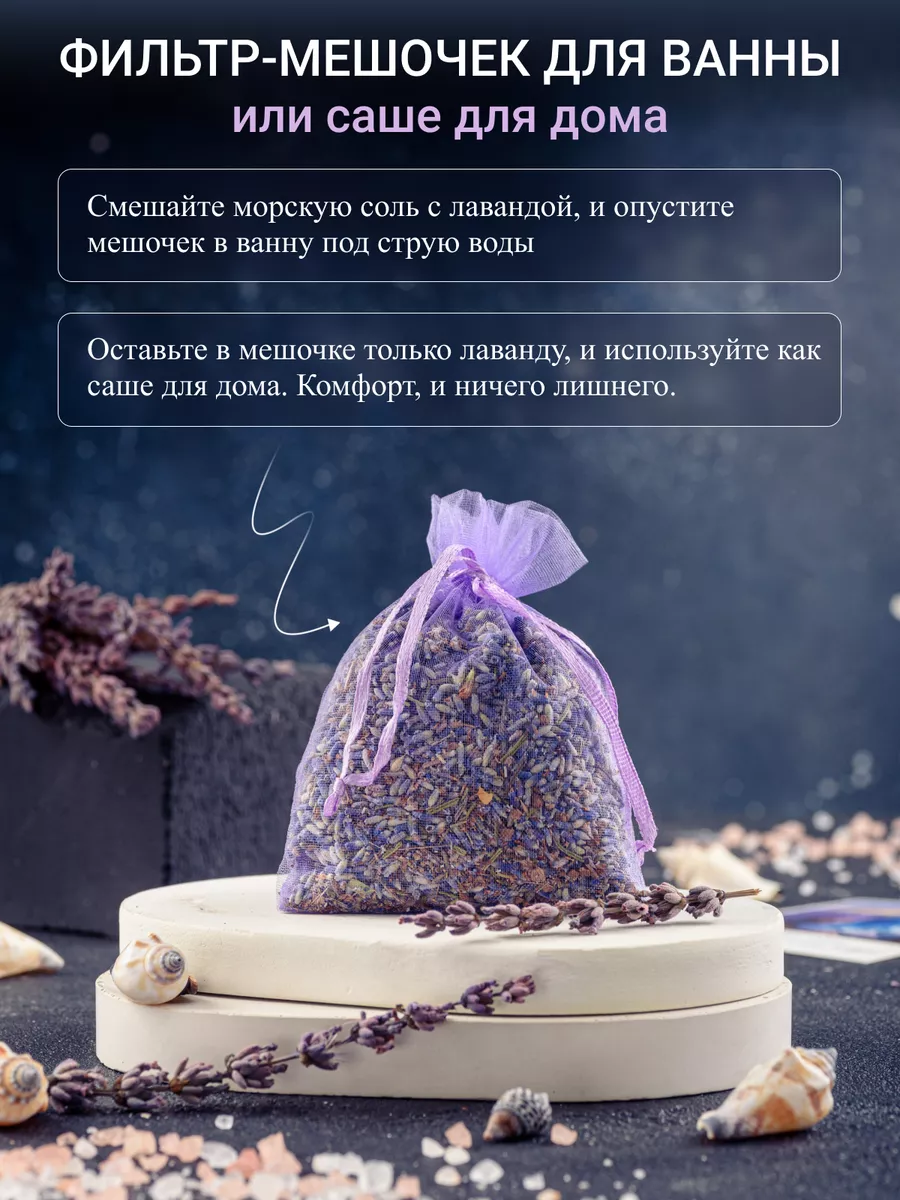 ФИЛЬТР-МЕШОЧЕК ДЛЯ ВАННЫ
или саше для дома
Смешайте морскую соль с лавандой, и опустите
мешочек в ванну под струю воды
Оставьте в мешочке только лаванду, и используйте как
саше для дома. Комфорт, и ничего лишнего.